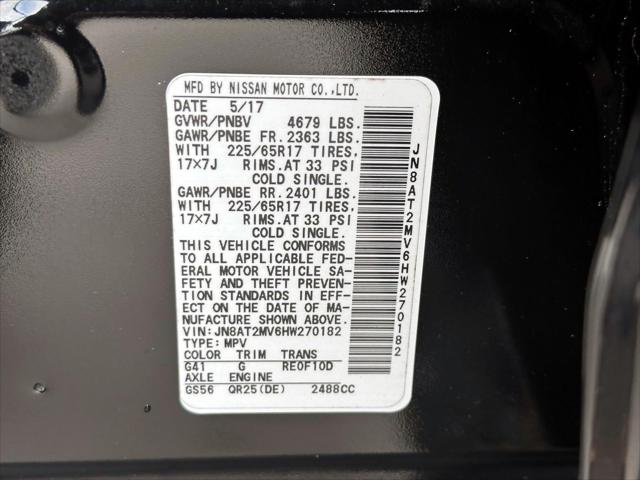 MFD BY NISSAN MOTOR CO.,LTD.
DATE 5/17
GVWR/PNBV 4679 LBS.
GAWR/PNBE FR. 2363 LBS.
WITH 225/65R17 TIRES,
17×7J RIMS.AT 33 PSI
COLD SINGLE.
GAWR/PNBE RR. 2401 LBS.
WITH 225/65R17 TIRES,
17×7J RIMS.AT 33 PSI
COLD SINGLE.
THIS VEHICLE CONFORMS
TO ALL APPLICABLE FED-
ERAL MOTOR VEHICLE SA-
FETY AND THEFT PREVEN-
TION STANDARDS IN EFF-
ECT ON THE DATE OF MA-
NUFACTURE SHOWN ABOVE.
VIN: JN8AT2MV6HW270182
TYPE: MPV
COLOR TRIM TRANS
G41 G RE0F10D
AXLE ENGINE
GS56 QR25(DE) 2488CC
JN8AT2MV6HW270182